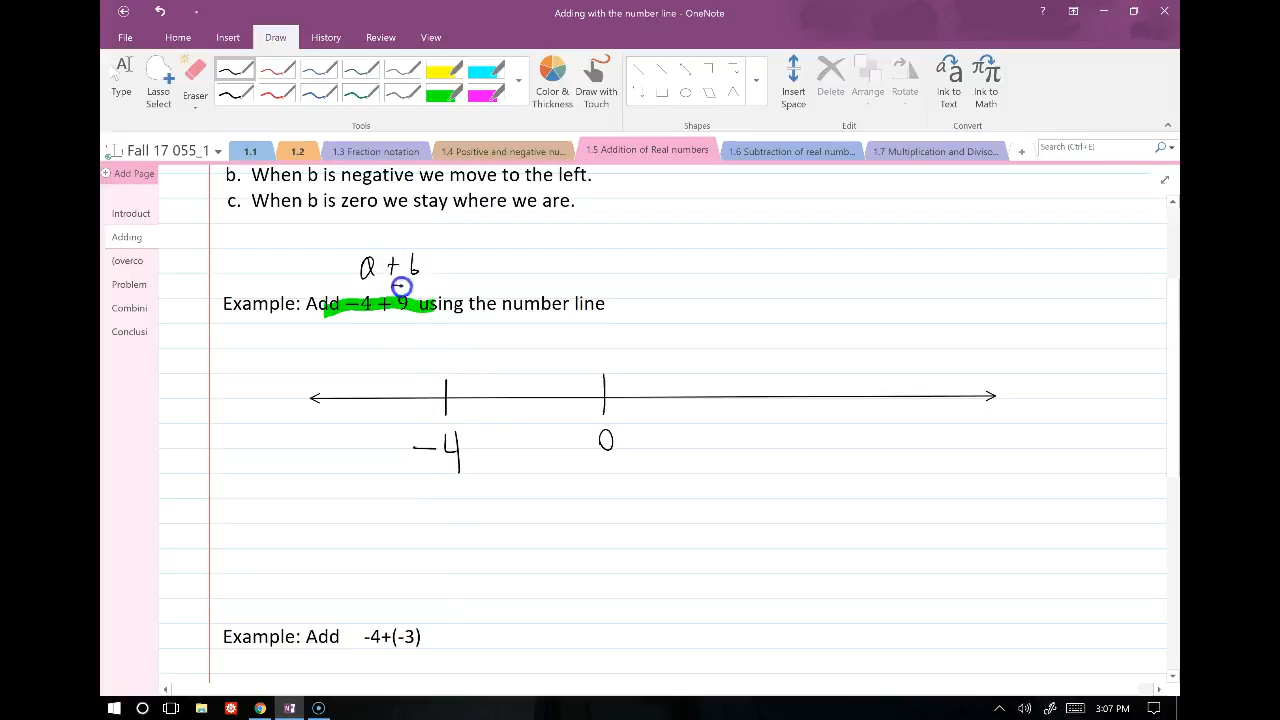 Adding with the number line - OneNote
?
File Home Insert Draw History Review View
Type
Lasso Select
Eraser
Color & Thickness
Draw with Touch
Insert Space
Delete
Arrange
Rotate
Ink to Text
Ink to Math
Tools
Shapes
Edit
Convert
Fall 17 055_1
1.1
1.2
1.3 Fraction notation
1.4 Positive and negative nu...
1.5 Addition of Real numbers
1.6 Subtraction of real numb...
1.7 Multiplication and Diviso...
Search (Ctrl+E)
Add Page
Introduct
Adding
(overco
Problem
Combini
Conclusi
b. When b is negative we move to the left.
c. When b is zero we stay where we are.
a + b
Example: Add −4 + 9 using the number line
−4 0
Example: Add -4+(-3)
3:07 PM